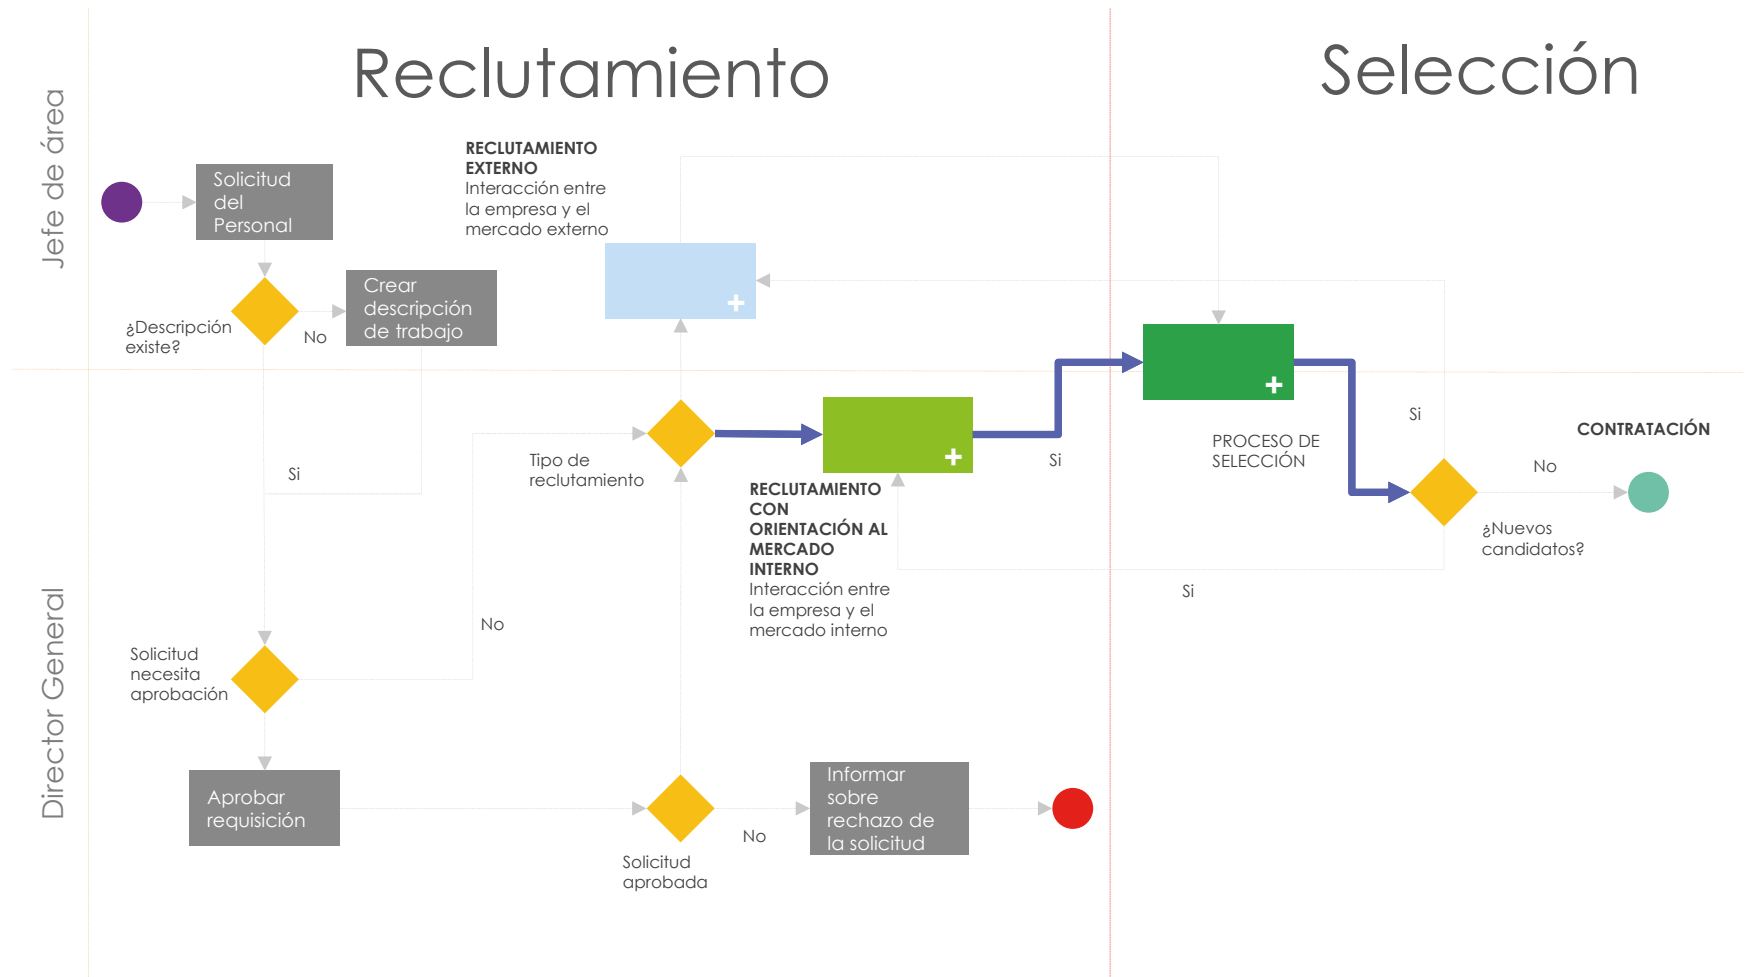 Reclutamiento
Selección
Jefe de área
Director General
Solicitud
del
Personal
¿Descripción
existe?
No
Crear
descripción
de trabajo
Si
RECLUTAMIENTO
EXTERNO
Interacción entre
la empresa y el
mercado externo
Tipo de
reclutamiento
RECLUTAMIENTO
CON
ORIENTACIÓN AL
MERCADO
INTERNO
Interacción entre
la empresa y el
mercado interno
Si
PROCESO DE
SELECCIÓN
Si
CONTRATACIÓN
No
¿Nuevos
candidatos?
Si
No
Solicitud
necesita
aprobación
Aprobar
requisición
Solicitud
aprobada
No
Informar
sobre
rechazo de
la solicitud